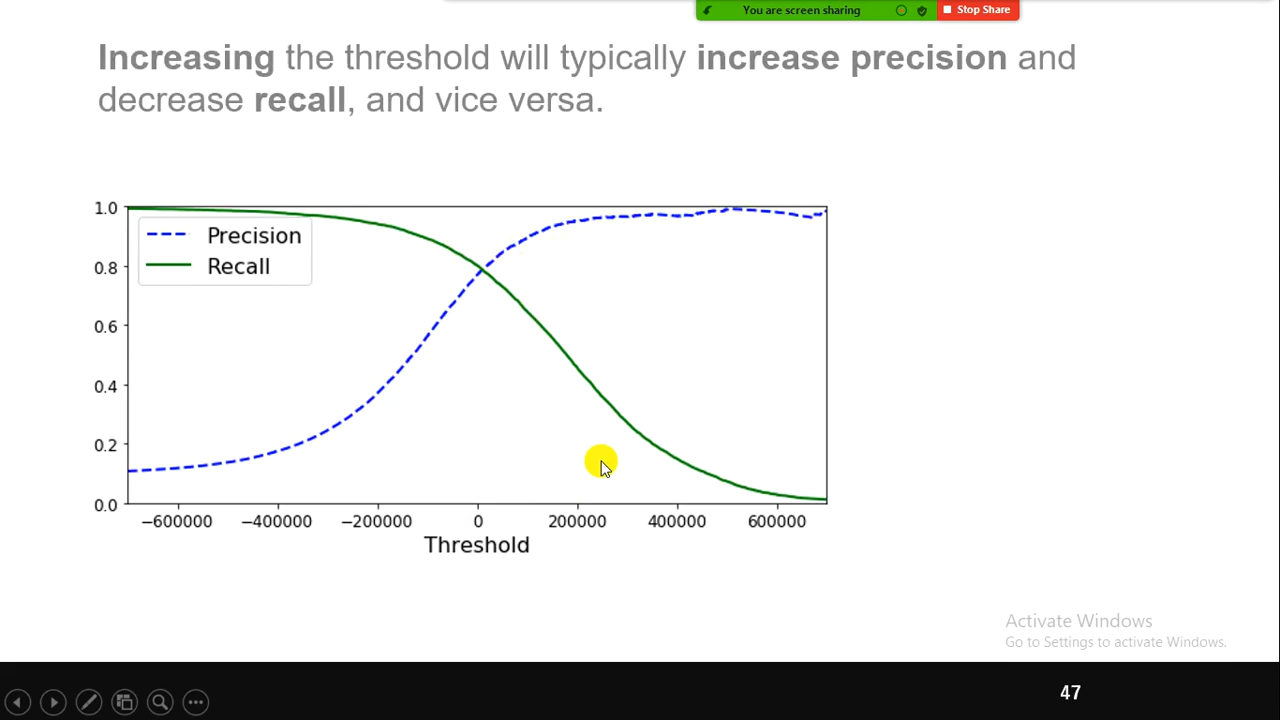 You are screen sharing
Stop Share
Increasing the threshold will typically increase precision and
decrease recall, and vice versa.
1.0
0.8
0.6
0.4
0.2
0.0
Precision
Recall
−600000 −400000 −200000 0 200000 400000 600000
Threshold
Activate Windows
Go to Settings to activate Windows.
47